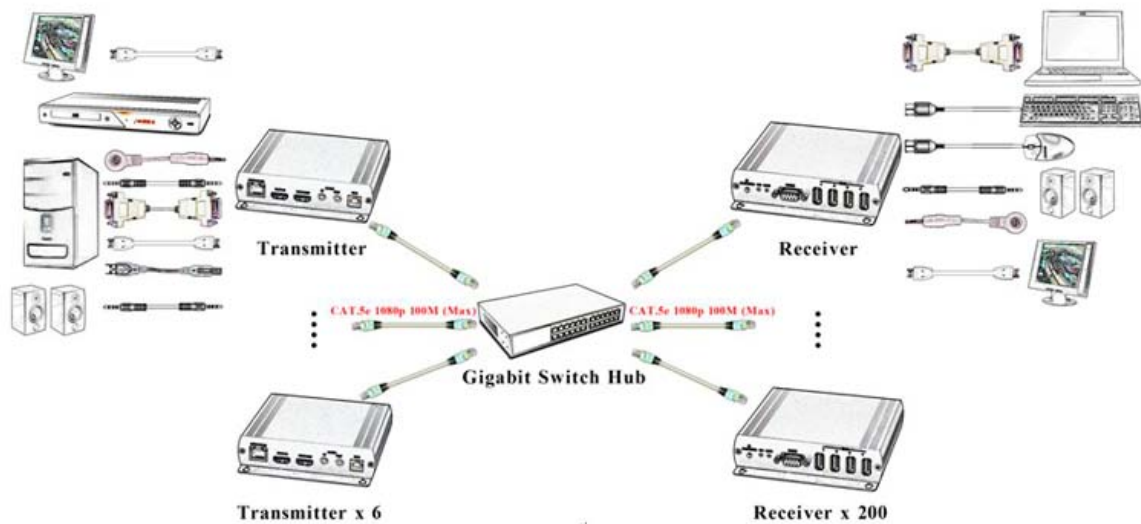 Transmitter
Receiver
CAT.5e 1080p 100M (Max)
CAT.5e 1080p 100M (Max)
Gigabit Switch Hub
Transmitter x 6
Receiver x 200